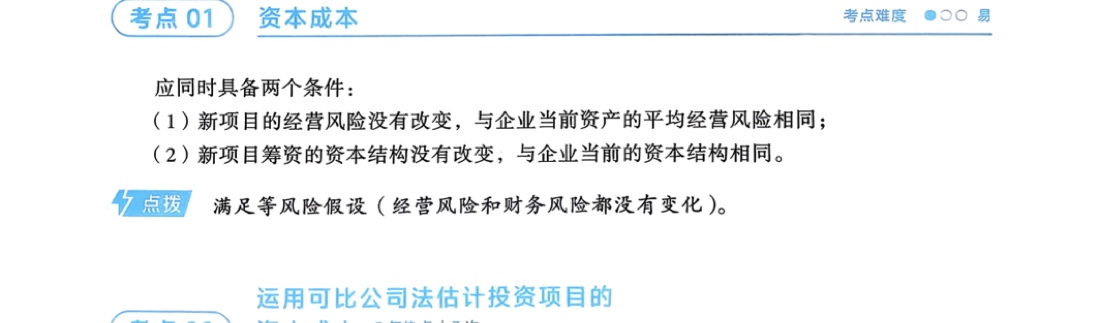 考点 01 资本成本 考点难度 易
应同时具备两个条件：
（1）新项目的经营风险没有改变，与企业当前资产的平均经营风险相同；
（2）新项目筹资的资本结构没有改变，与企业当前的资本结构相同。
点拨 满足等风险假设（经营风险和财务风险都没有变化）。
运用可比公司法估计投资项目的